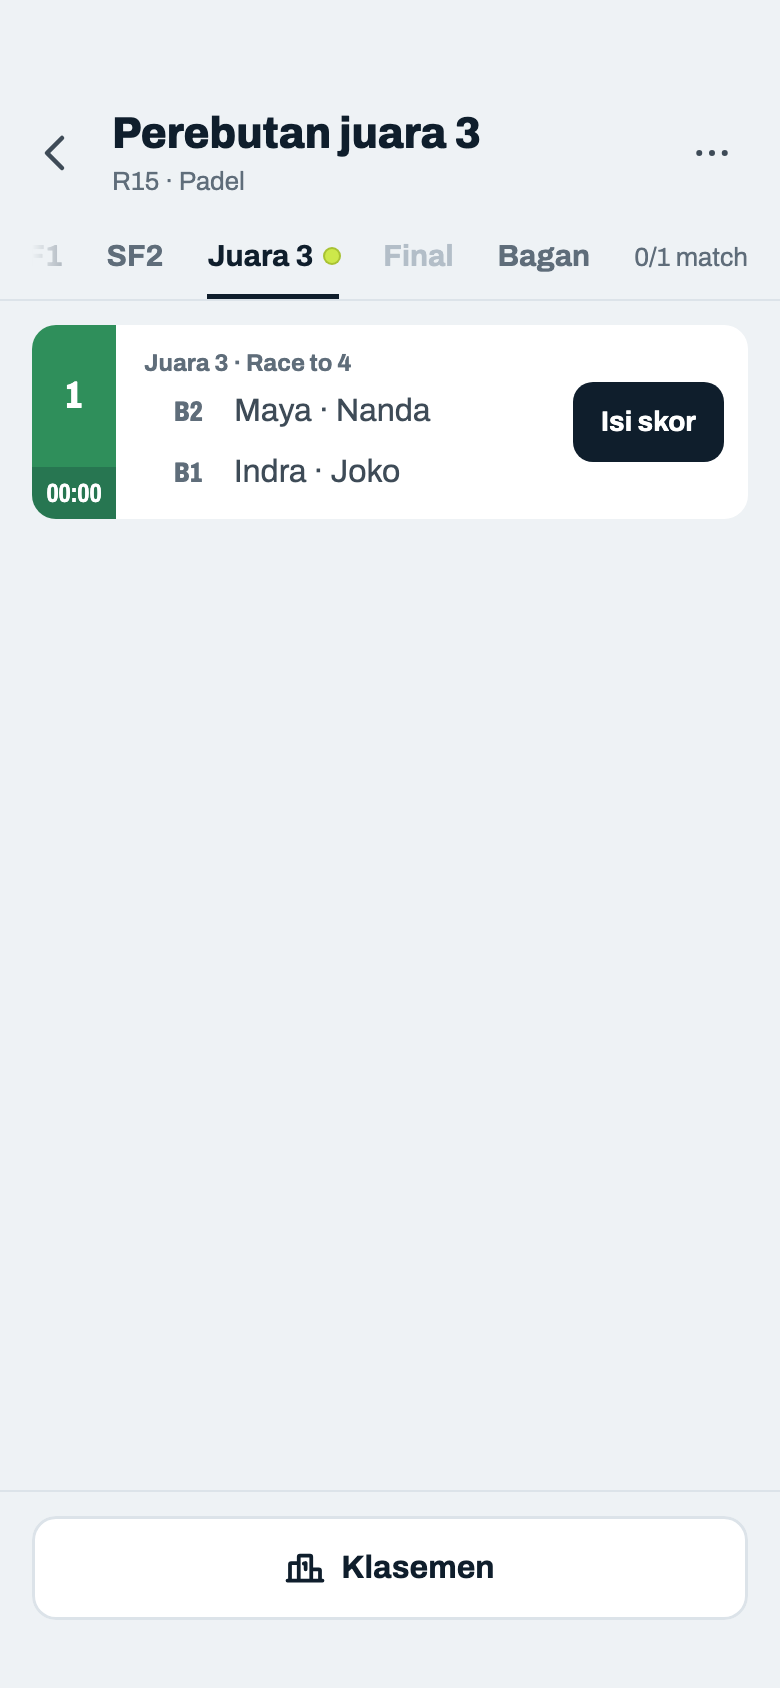 Perebutan juara 3
R15 · Padel
SF2 Juara 3 Final Bagan 0/1 match
1
00:00
Juara 3 · Race to 4
B2 Maya · Nanda
B1 Indra · Joko
Isi skor
Klasemen